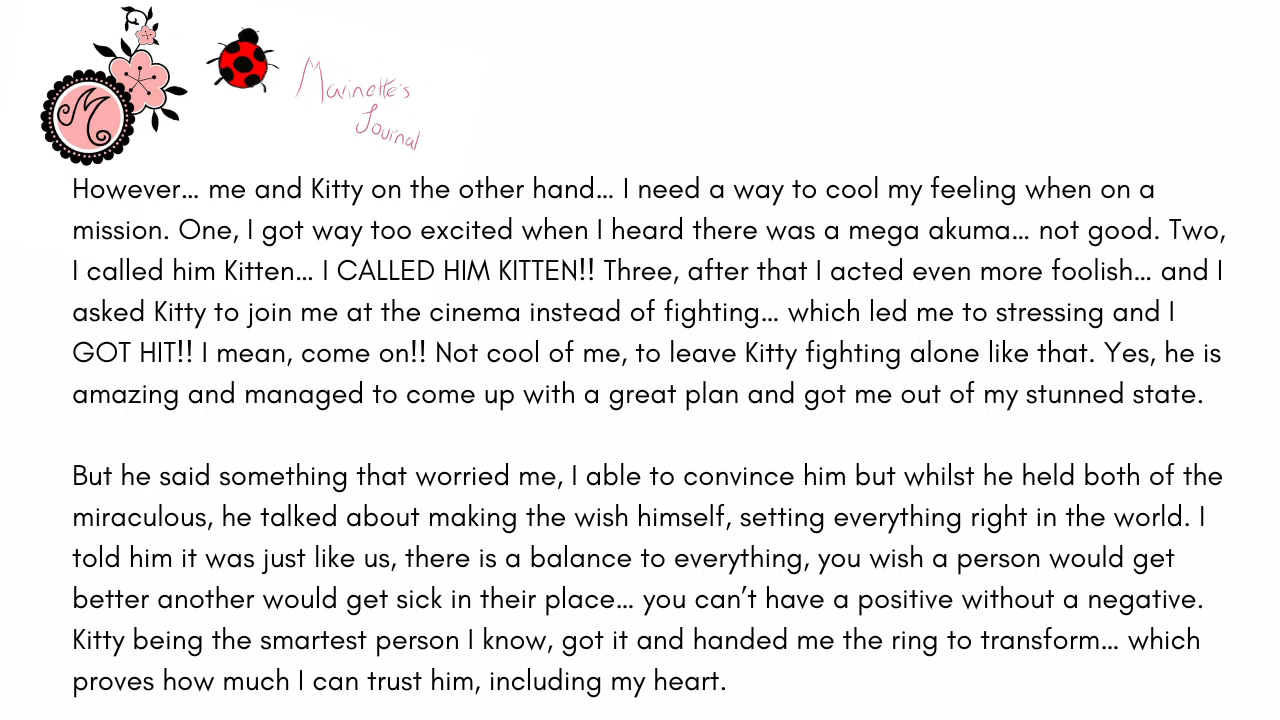 M
Marinette's
Journal
However... me and Kitty on the other hand... I need a way to cool my feeling when on a
mission. One, I got way too excited when I heard there was a mega akuma... not good. Two,
I called him Kitten... I CALLED HIM KITTEN!! Three, after that I acted even more foolish... and I
asked Kitty to join me at the cinema instead of fighting... which led me to stressing and I
GOT HIT!! I mean, come on!! Not cool of me, to leave Kitty fighting alone like that. Yes, he is
amazing and managed to come up with a great plan and got me out of my stunned state.
But he said something that worried me, I able to convince him but whilst he held both of the
miraculous, he talked about making the wish himself, setting everything right in the world. I
told him it was just like us, there is a balance to everything, you wish a person would get
better another would get sick in their place... you can't have a positive without a negative.
Kitty being the smartest person I know, got it and handed me the ring to transform... which
proves how much I can trust him, including my heart.